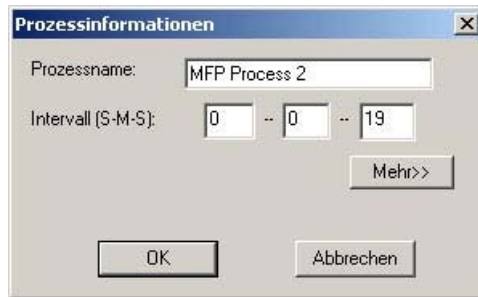 Prozessinformationen
Prozessname: MFP Process 2
Intervall (S-M-S): 0 -- 0 -- 19
Mehr>>
OK Abbrechen